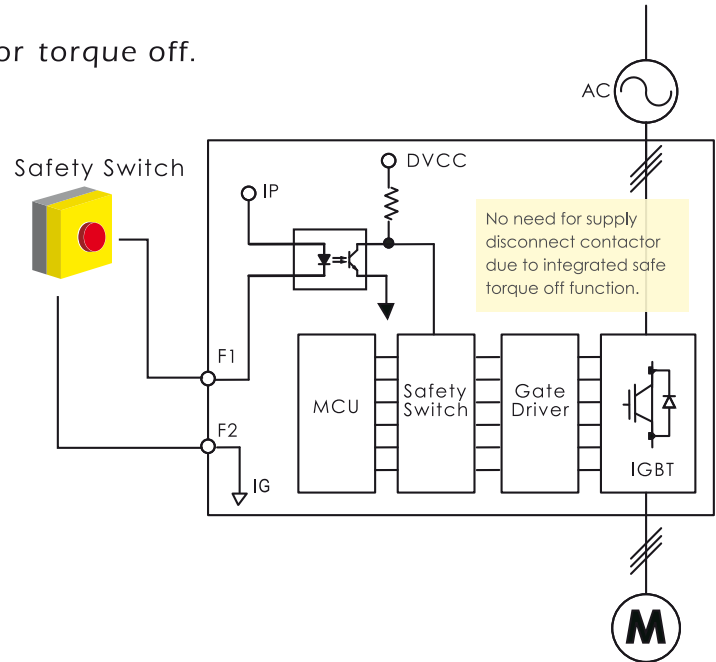 or torque off.
AC
Safety Switch
DVCC
IP
No need for supply
disconnect contactor
due to integrated safe
torque off function.
F1
MCU
Safety
Switch
Gate
Driver
F2
IGBT
IG
M